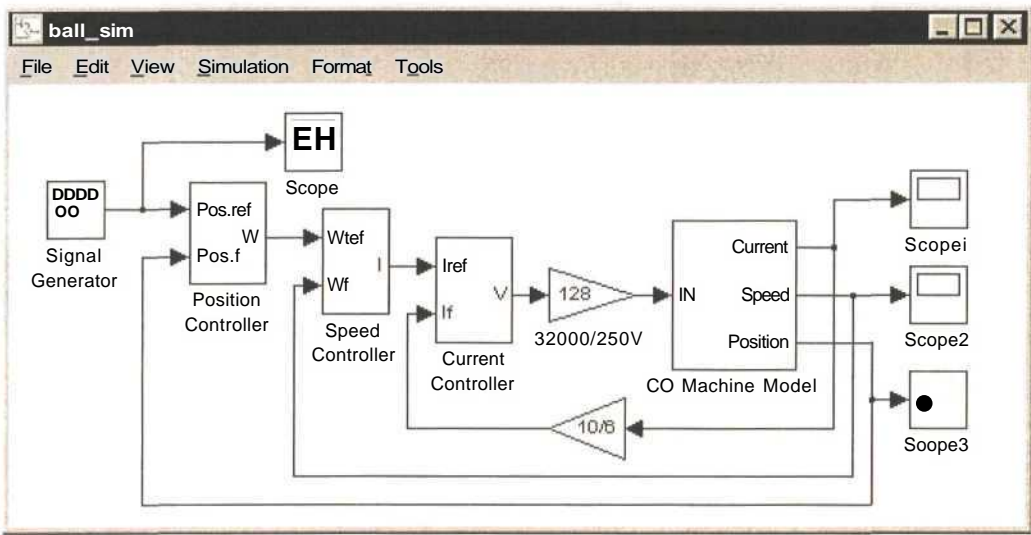 ball_sim
File Edit View Simulation Format Tools
EH
Scope
DDDD
OO
Signal
Generator
Pos.ref
W
Pos.f
Position
Controller
Wtef
I
Wf
Speed
Controller
Iref
V
If
Current
Controller
128
32000/250V
IN
Current
Speed
Position
CO Machine Model
10/6
Scopei
Scope2
Soope3